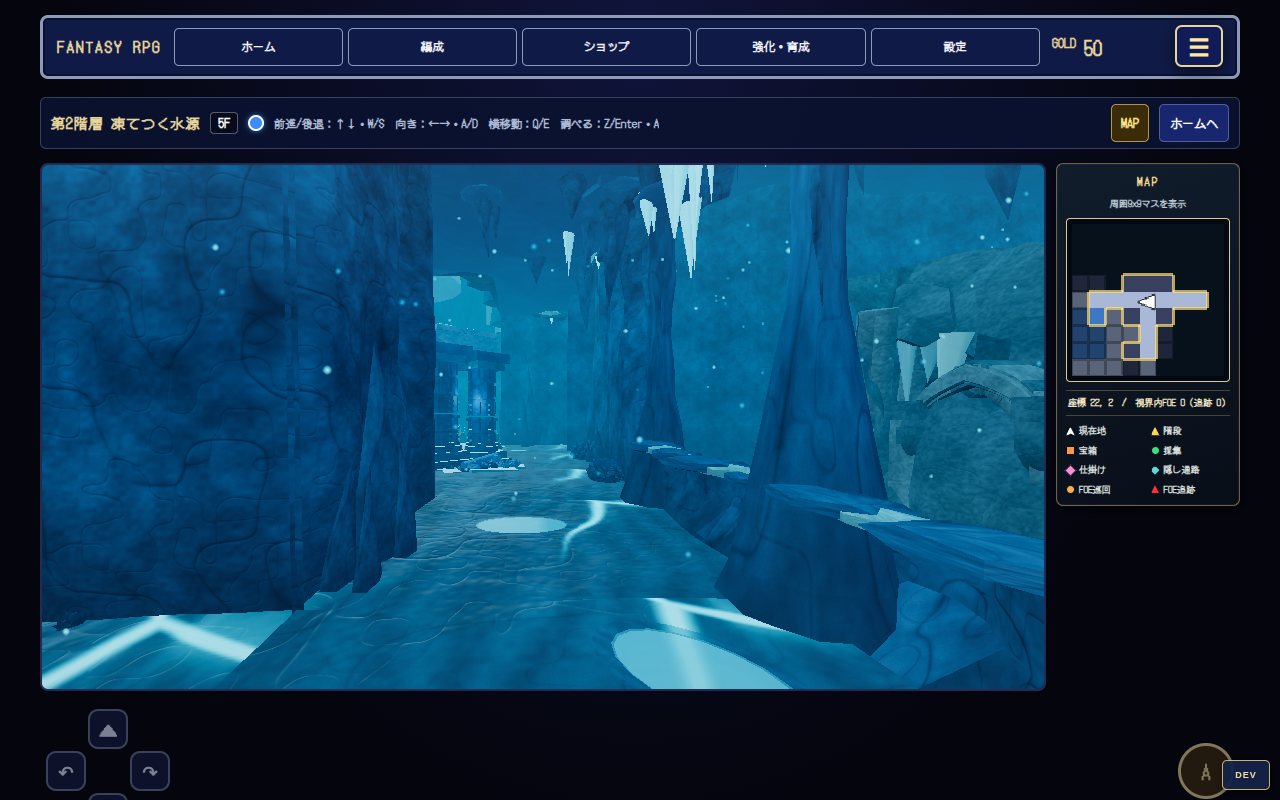 FANTASY RPG
ホーム
編成
ショップ
強化・育成
設定
GOLD 50
第2階層 凍てつく水源
5F
前進/後退：↑↓・W/S　向き：←→・A/D　横移動：Q/E　調べる：Z/Enter・A
MAP
ホームへ
MAP
周囲9x9マスを表示
座標 22, 2 / 視界内FOE 0 (追跡 0)
現在地
階段
宝箱
採集
仕掛け
隠し通路
FOE巡回
FOE追跡
A
DEV